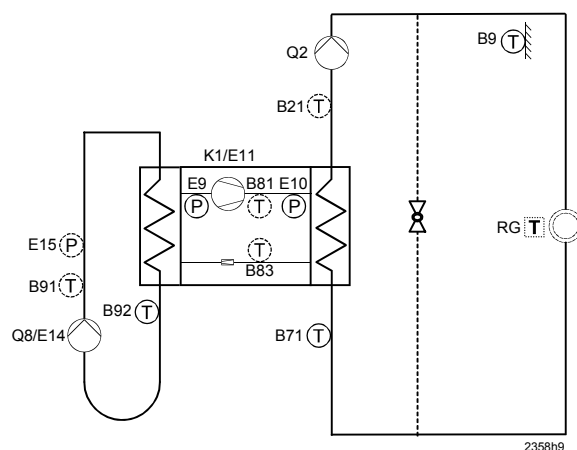 Q2
B9 T
B21 T
K1/E11
E9 B81 E10
P T P
E15 P
T
RG T
B83
B91 T
B92 T
Q8/E14
B71 T
2358h9